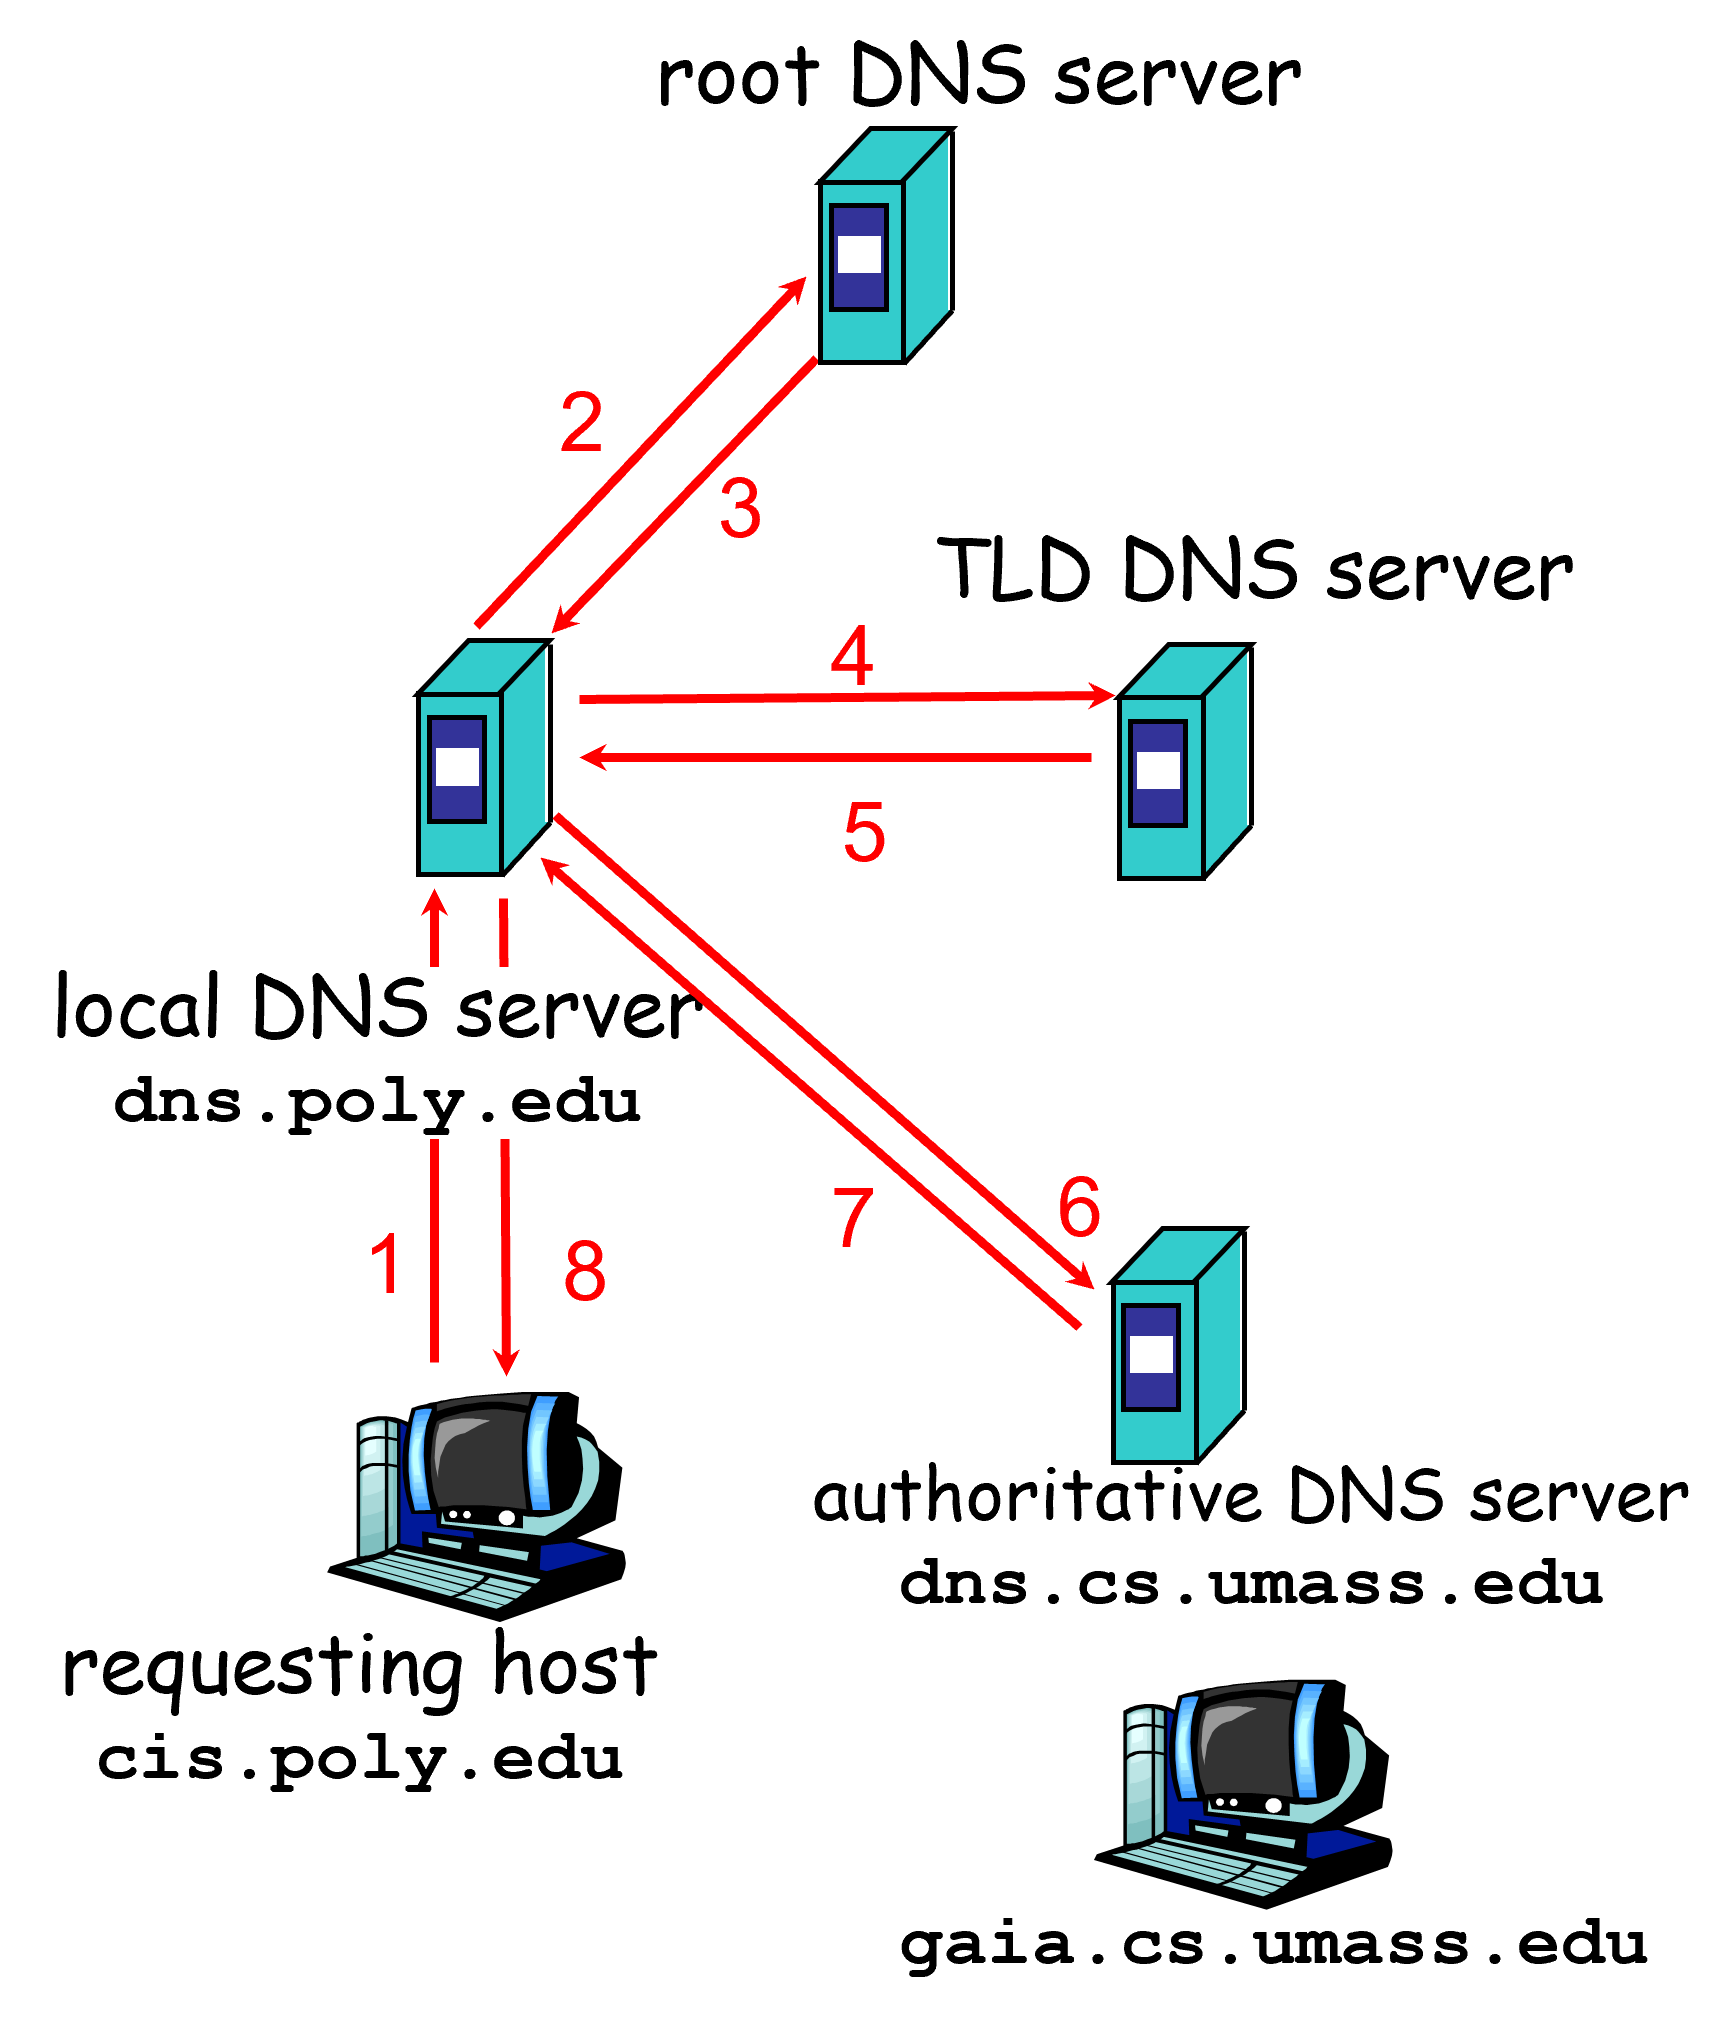 root DNS server
2
3
TLD DNS server
4
5
local DNS server
dns.poly.edu
1
8
7
6
authoritative DNS server
dns.cs.umass.edu
requesting host
cis.poly.edu
gaia.cs.umass.edu